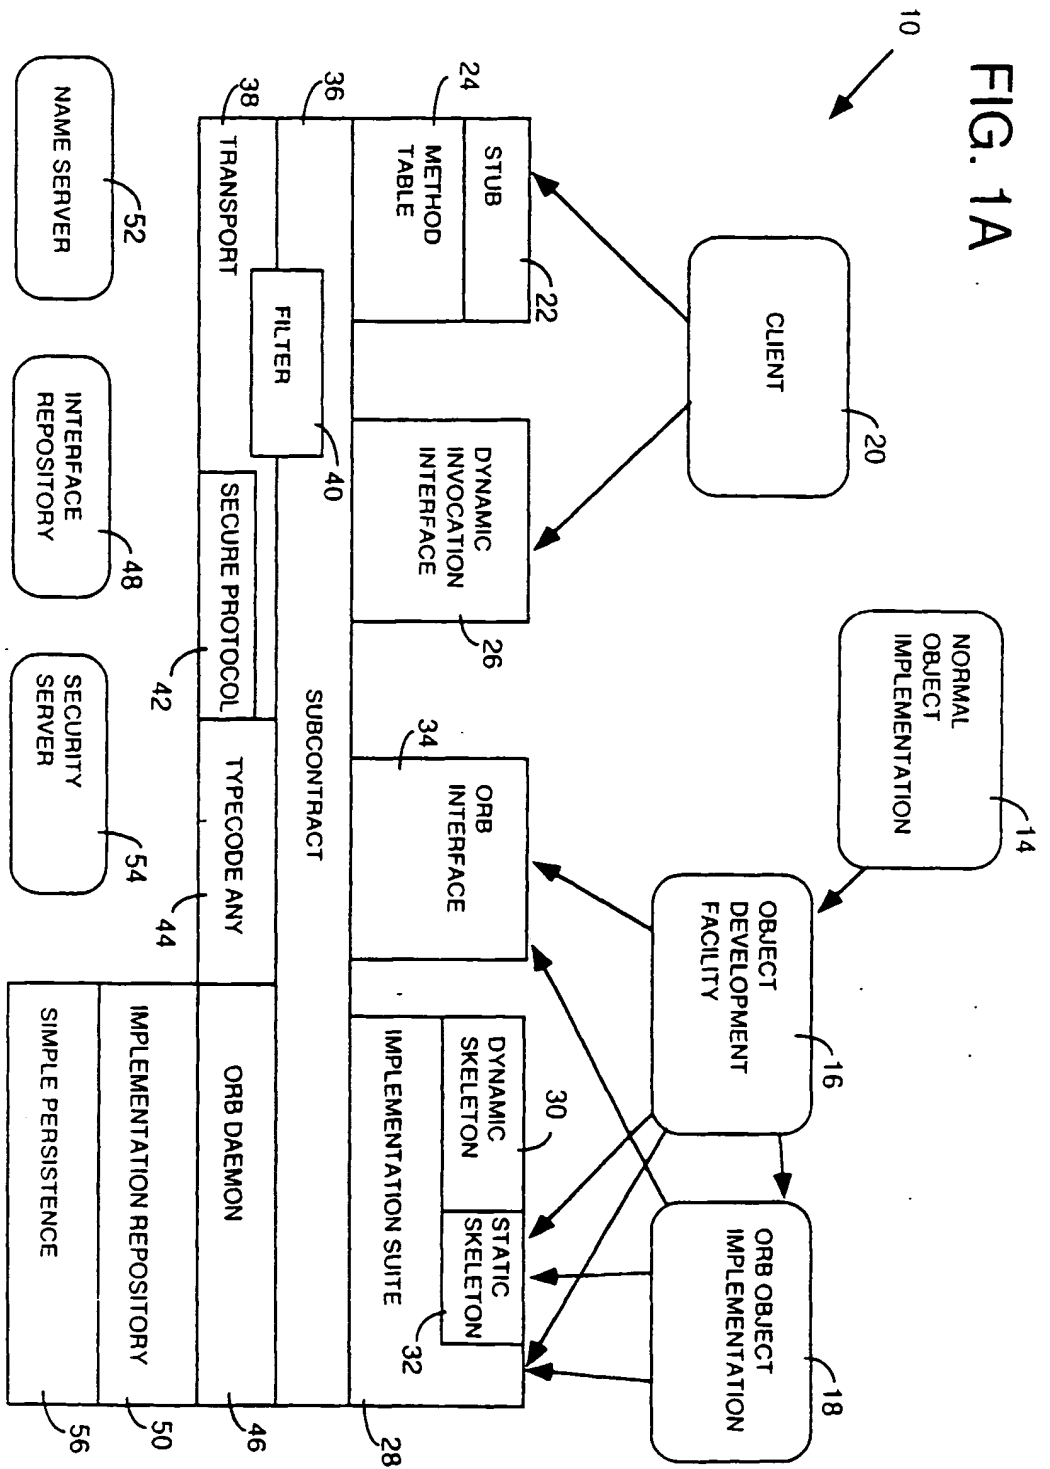 FIG. 1A
10
CLIENT
20
NORMAL
OBJECT
IMPLEMENTATION
14
OBJECT
DEVELOPMENT
FACILITY
16
ORB OBJECT
IMPLEMENTATION
18
STUB
22
METHOD
TABLE
24
DYNAMIC
INVOCATION
INTERFACE
26
ORB
INTERFACE
34
DYNAMIC
SKELETON
30
STATIC
SKELETON
32
IMPLEMENTATION SUITE
28
36
SUBCONTRACT
FILTER
40
38
TRANSPORT
SECURE PROTOCOL
42
TYPECODE ANY
44
ORB DAEMON
46
IMPLEMENTATION REPOSITORY
50
SIMPLE PERSISTENCE
56
NAME SERVER
52
INTERFACE
REPOSITORY
48
SECURITY
SERVER
54